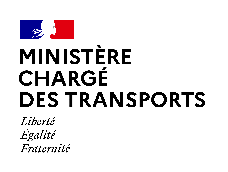 MINISTÈRE
CHARGÉ
DES TRANSPORTS
Liberté
Égalité
Fraternité